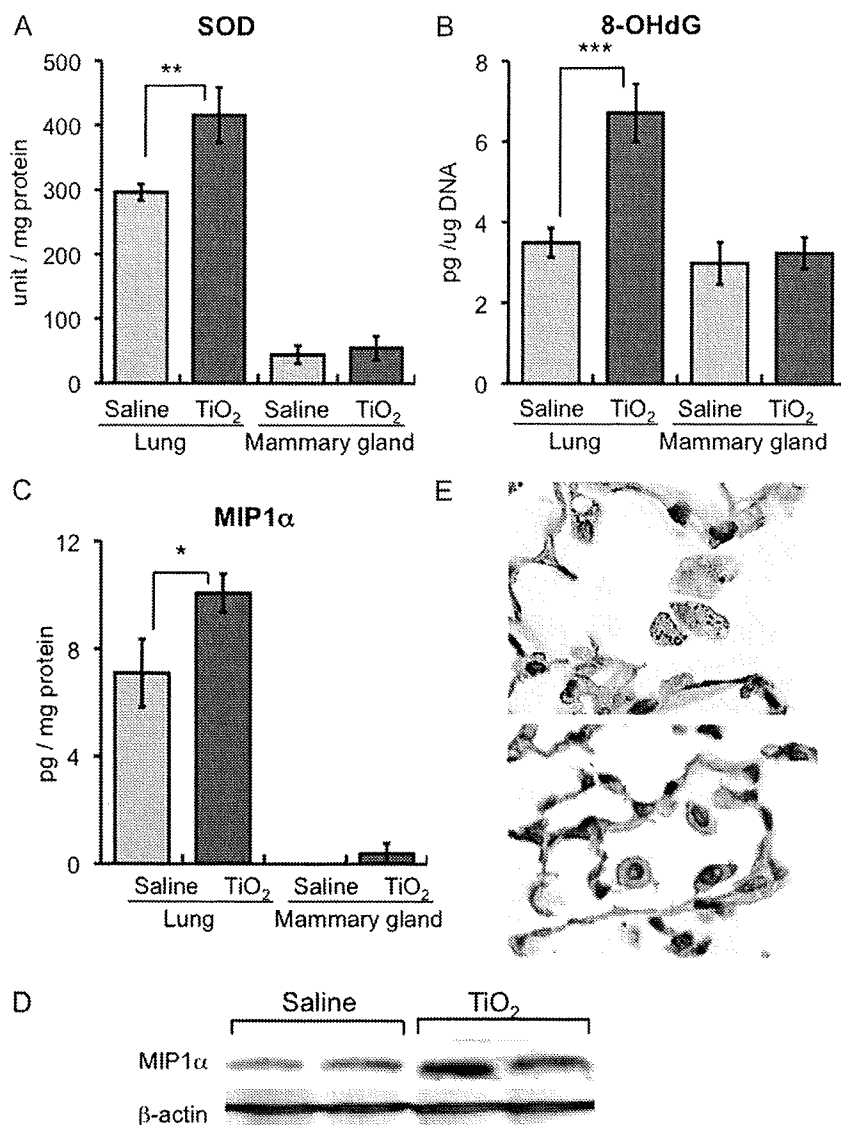 A
SOD
unit / mg protein
500
400
300
200
100
0
**
Saline TiO₂ Saline TiO₂
Lung Mammary gland
B
8-OHdG
pg /ug DNA
8
6
4
2
0
***
Saline TiO₂ Saline TiO₂
Lung Mammary gland
C
MIP1α
pg / mg protein
12
9
6
4
0
*
Saline TiO₂ Saline TiO₂
Lung Mammary gland
E
D
Saline TiO₂
MIP1α
β-actin